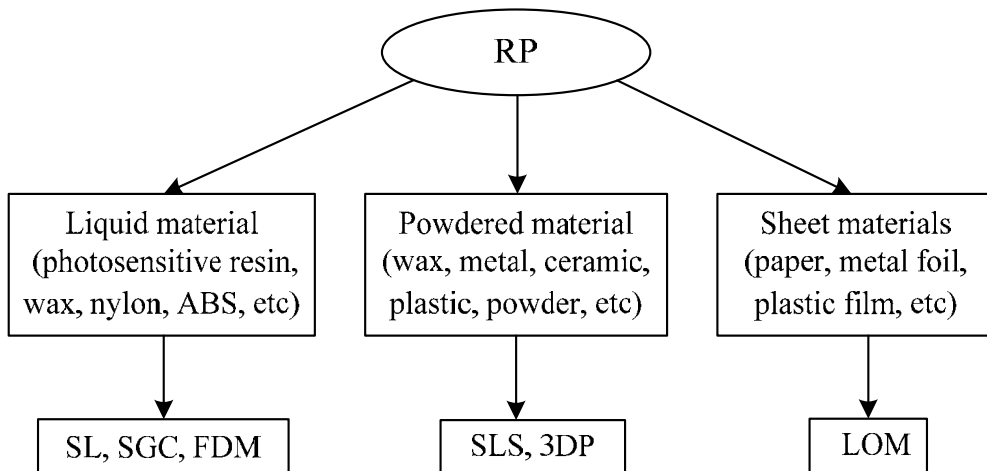 RP
Liquid material
(photosensitive resin,
wax, nylon, ABS, etc)
Powdered material
(wax, metal, ceramic,
plastic, powder, etc)
Sheet materials
(paper, metal foil,
plastic film, etc)
SL, SGC, FDM
SLS, 3DP
LOM